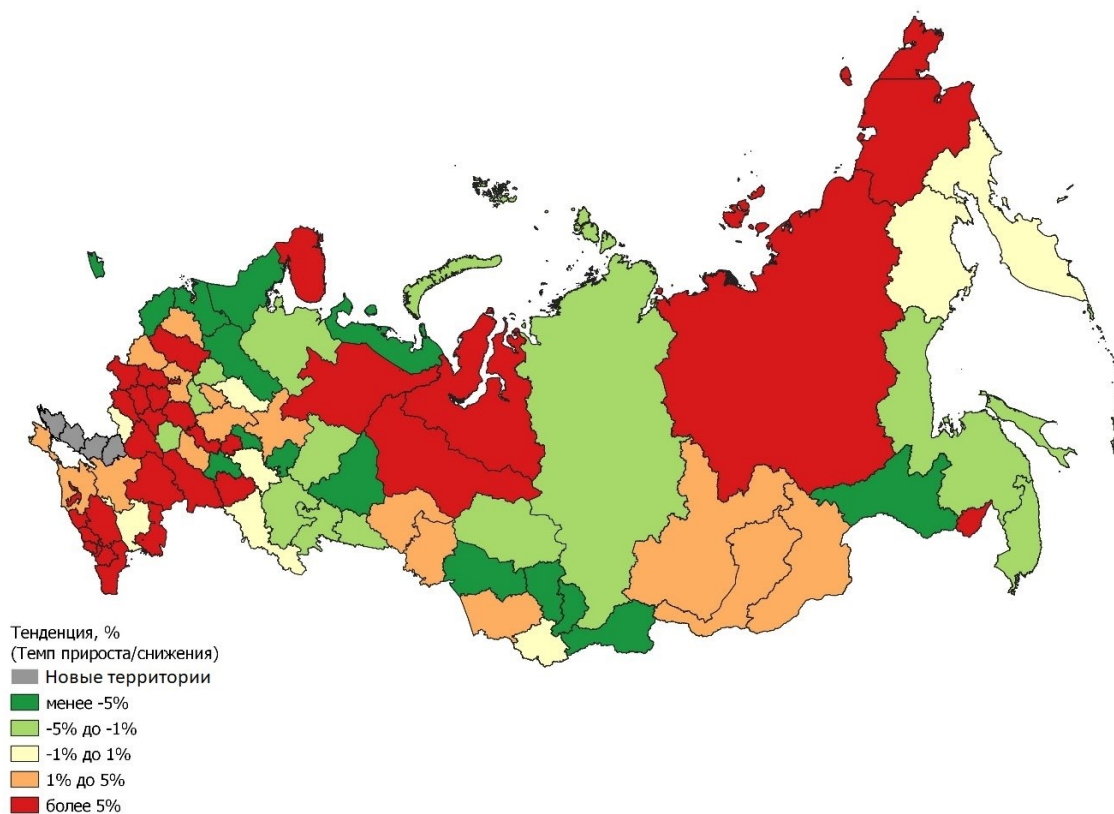 Тенденция, %
(Темп прироста/снижения)
Новые территории
менее -5%
-5% до -1%
-1% до 1%
1% до 5%
более 5%